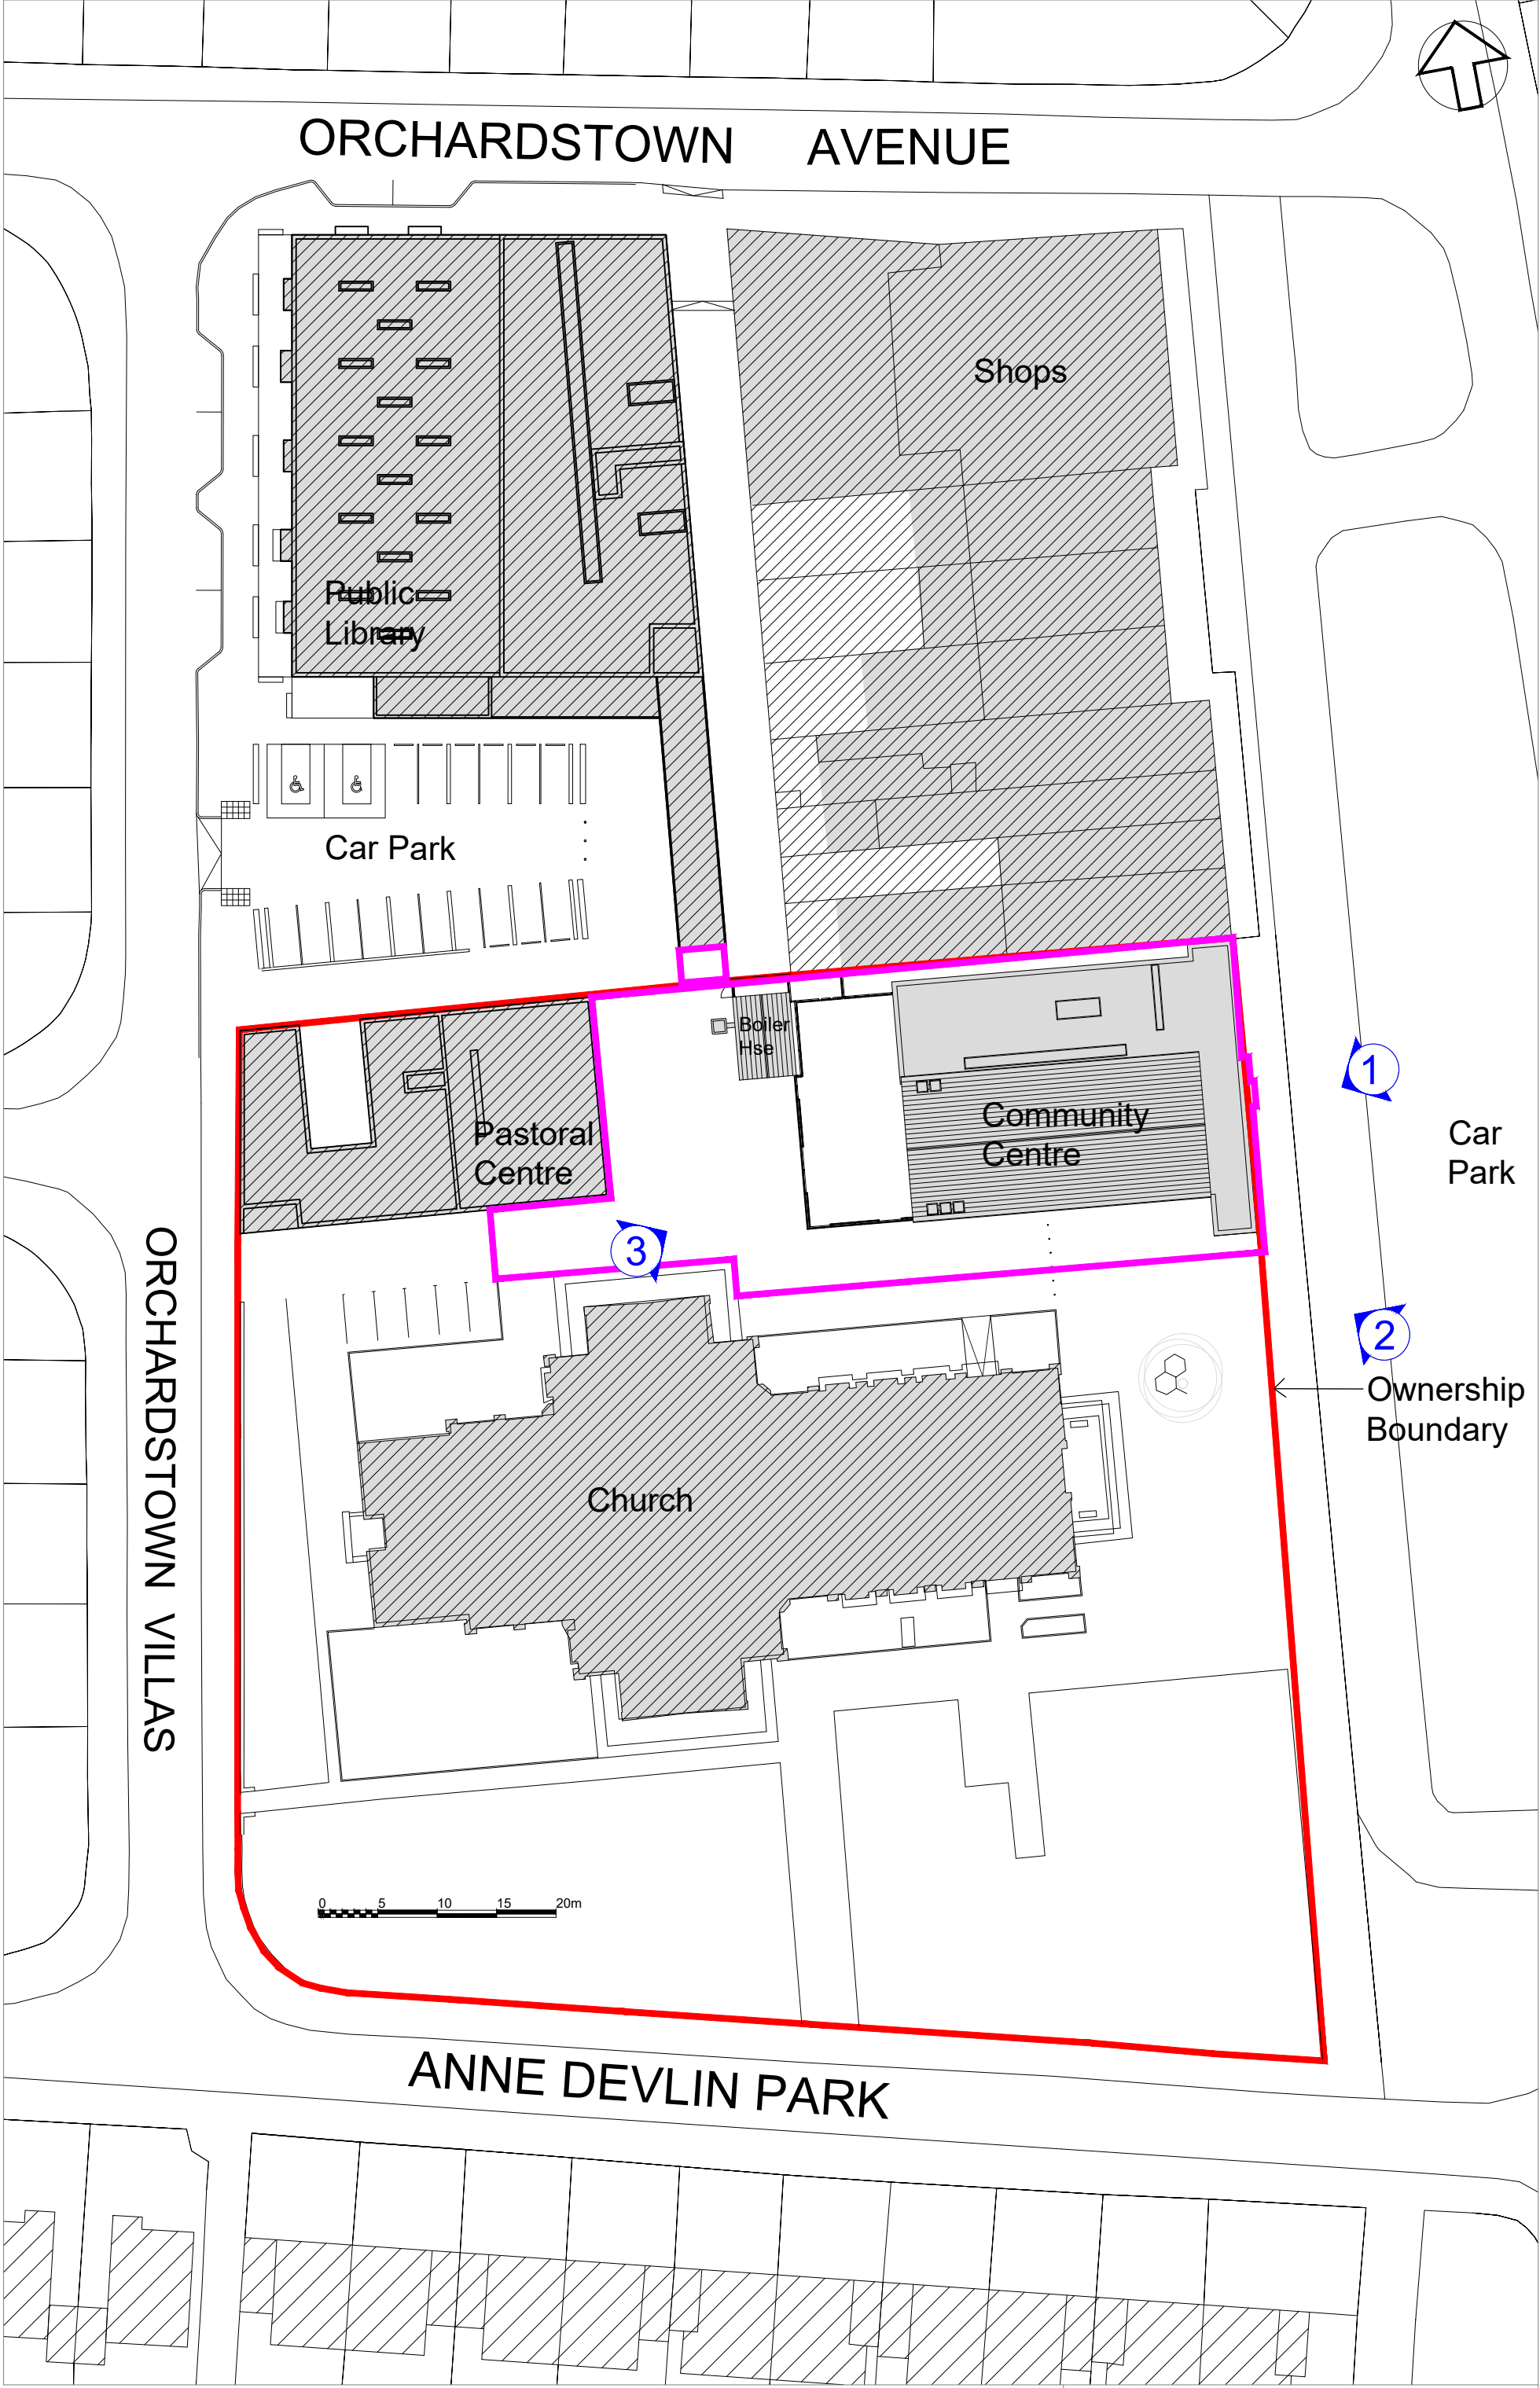 ORCHARDSTOWN AVENUE
Shops
Public
Library
Car Park
Boiler
Hse
1
Community
Centre
Car
Park
Pastoral
Centre
3
2
Ownership
Boundary
ORCHARDSTOWN VILLAS
Church
0 5 10 15 20m
ANNE DEVLIN PARK